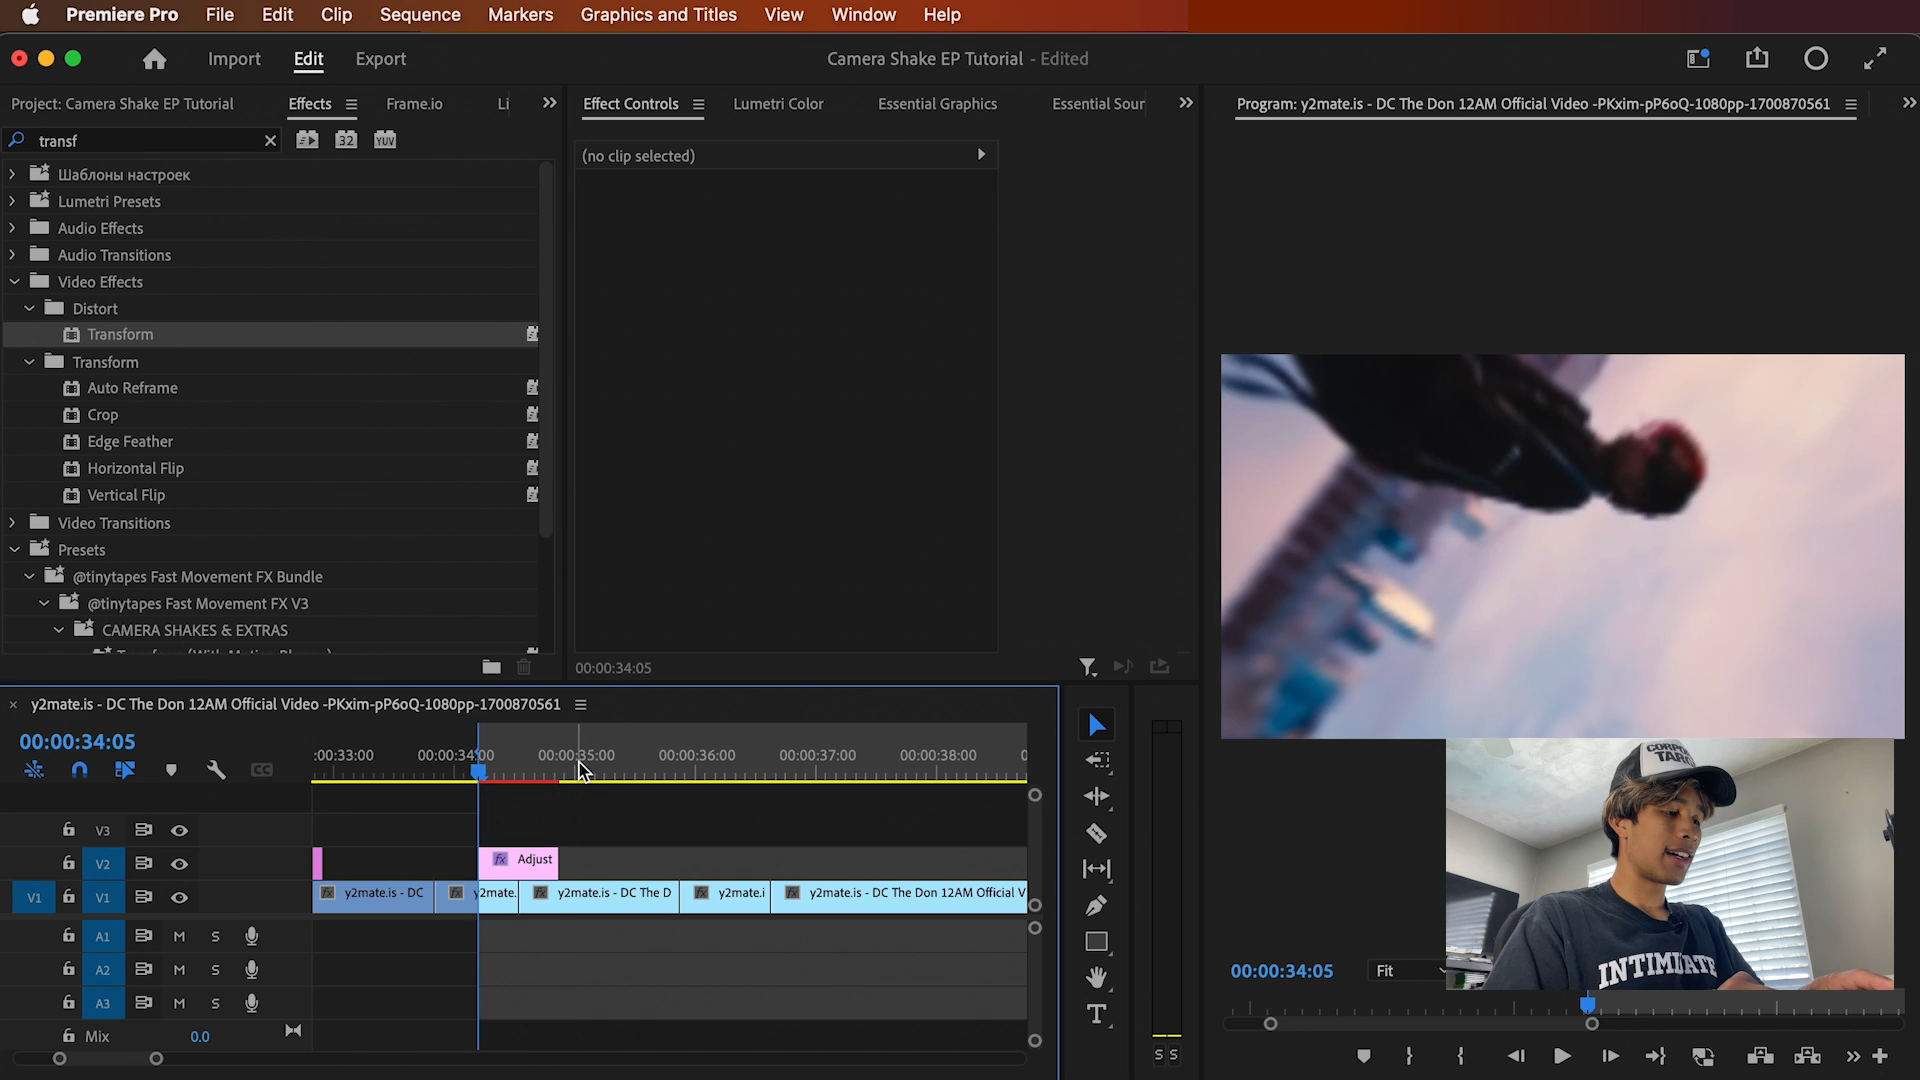 Premiere Pro File Edit Clip Sequence Markers Graphics and Titles View Window Help
Import Edit Export Camera Shake EP Tutorial - Edited
Project: Camera Shake EP Tutorial Effects Frame.io Li
Effect Controls Lumetri Color Essential Graphics Essential Sour
Program: y2mate.is - DC The Don 12AM Official Video -PKxim-pP6oQ-1080pp-1700870561
transf 32 YUV
(no clip selected)
Шаблоны настроек
Lumetri Presets
Audio Effects
Audio Transitions
Video Effects
Distort
Transform
Transform
Auto Reframe
Crop
Edge Feather
Horizontal Flip
Vertical Flip
Video Transitions
Presets
@tinytapes Fast Movement FX Bundle
@tinytapes Fast Movement FX V3
CAMERA SHAKES & EXTRAS
00:00:34:05
y2mate.is - DC The Don 12AM Official Video -PKxim-pP6oQ-1080pp-1700870561
00:00:34:05
:00:33:00 00:00:34:00 00:00:35:00 00:00:36:00 00:00:37:00 00:00:38:00 0
CC
V3
V2 Adjust
V1 V1 y2mate.is - DC y2mate. y2mate.is - DC The D y2mate.i y2mate.is - DC The Don 12AM Official V
A1 M S
A2 M S
A3 M S
Mix 0.0
S S
INTIMIDATE
00:00:34:05 Fit